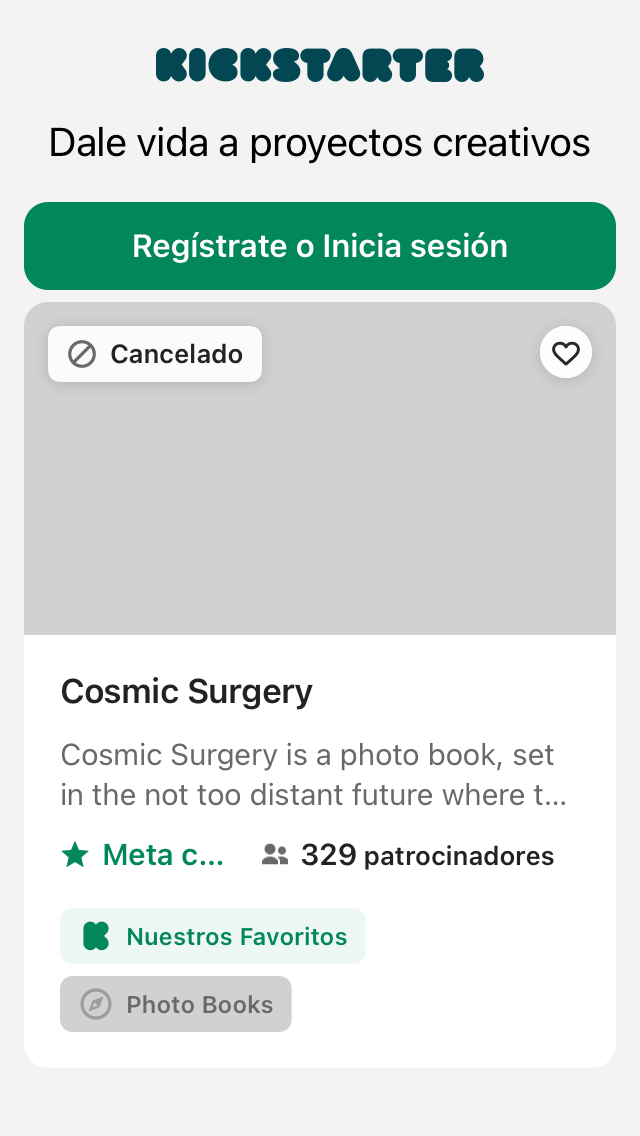 KICKSTARTER
Dale vida a proyectos creativos
Regístrate o Inicia sesión
Cancelado
Cosmic Surgery
Cosmic Surgery is a photo book, set
in the not too distant future where t...
Meta c... 329 patrocinadores
Nuestros Favoritos
Photo Books